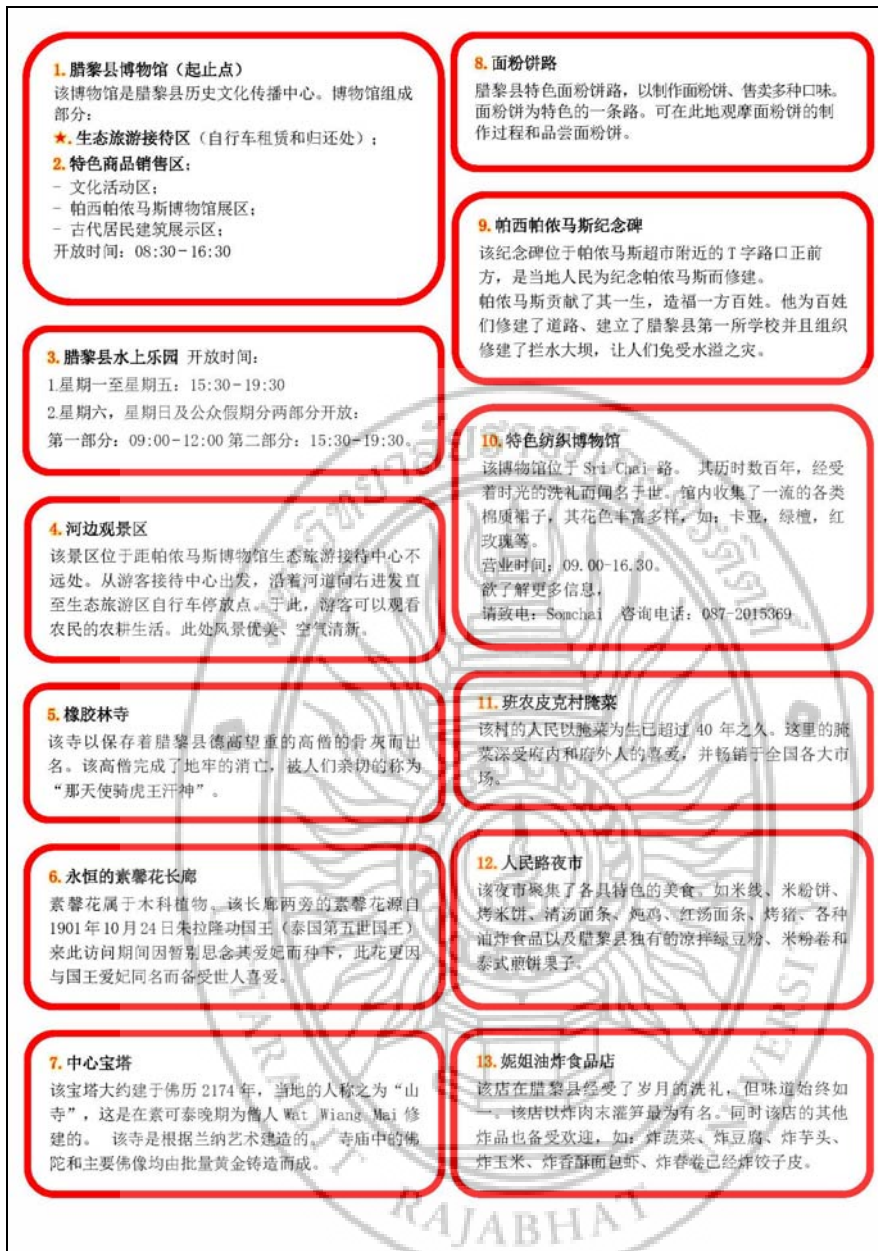 1. 腊黎县博物馆（起止点）
该博物馆是腊黎县历史文化传播中心。博物馆组成
部分：
★. 生态旅游接待区（自行车租赁和归还处）；
2. 特色商品销售区；
- 文化活动区；
- 帕西帕侬马斯博物馆展区；
- 古代居民建筑展示区；
开放时间：08:30-16:30
3. 腊黎县水上乐园 开放时间：
1.星期一至星期五：15:30-19:30
2.星期六，星期日及公众假期分两部分开放：
第一部分：09:00-12:00 第二部分：15:30-19:30。
4. 河边观景区
该景区位于距帕侬马斯博物馆生态旅游接待中心不
远处。从游客接待中心出发，沿着河道向右进发直
至生态旅游区自行车停放点。于此，游客可以观看
农民的农耕生活。此处风景优美、空气清新。
5. 橡胶林寺
该寺以保存着腊黎县德高望重的高僧的骨灰而出
名。该高僧完成了地牢的消亡，被人们亲切的称为
“那天使骑虎王汗神”。
6. 永恒的素馨花长廊
素馨花属于木科植物。该长廊两旁的素馨花源自
1901年10月24日朱拉隆功国王（泰国第五世国王）
来此访问期间因暂别思念其爱妃而种下，此花更因
与国王爱妃同名而备受世人喜爱。
7. 中心宝塔
该宝塔大约建于佛历 2174 年，当地的人称之为“山
寺”，这是在素可泰晚期为僧人 Wat Wiang Mai 修
建的。 该寺是根据兰纳艺术建造的。 寺庙中的佛
陀和主要佛像均由批量黄金铸造而成。
8. 面粉饼路
腊黎县特色面粉饼路，以制作面粉饼、售卖多种口味。
面粉饼为特色的一条路。可在此地观摩面粉饼的制
作过程和品尝面粉饼。
9. 帕西帕侬马斯纪念碑
该纪念碑位于帕侬马斯超市附近的 T 字路口正前
方，是当地人民为纪念帕侬马斯而修建。
帕侬马斯贡献了其一生，造福一方百姓。他为百姓
们修建了道路、建立了腊黎县第一所学校并且组织
修建了拦水大坝，让人们免受水溢之灾。
10. 特色纺织博物馆
该博物馆位于 Sri Chai 路。 其历时数百年，经受
着时光的洗礼而闻名于世。馆内收集了一流的各类
棉质裙子，其花色丰富多样，如：卡亚，绿檀，红
玫瑰等。
营业时间：09.00-16.30。
欲了解更多信息，
请致电：Somchai 咨询电话：087-2015369
11. 班农皮克村腌菜
该村的人民以腌菜为生已超过 40 年之久。这里的腌
菜深受府内和府外人的喜爱，并畅销于全国各大市
场。
12. 人民路夜市
该夜市聚集了各具特色的美食。如米线、米粉饼、
烤米饼、清汤面条、炖鸡、红汤面条、烤猪、各种
油炸食品以及腊黎县独有的凉拌绿豆粉、米粉卷和
泰式煎饼果子。
13. 妮姐油炸食品店
该店在腊黎县经受了岁月的洗礼，但味道始终如
一。该店以炸肉末灌笋最为有名。同时该店的其他
炸品也备受欢迎，如：炸蔬菜、炸豆腐、炸芋头、
炸玉米、炸香酥面包虾、炸春卷已经炸饺子皮。
RAJABHAT